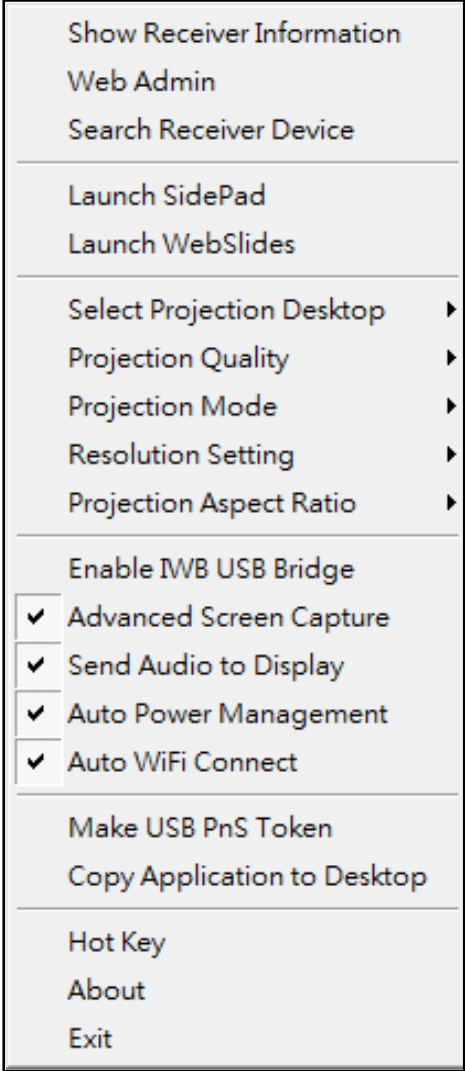 Show Receiver Information
Web Admin
Search Receiver Device
Launch SidePad
Launch WebSlides
Select Projection Desktop
Projection Quality
Projection Mode
Resolution Setting
Projection Aspect Ratio
Enable IWB USB Bridge
Advanced Screen Capture
Send Audio to Display
Auto Power Management
Auto WiFi Connect
Make USB PnS Token
Copy Application to Desktop
Hot Key
About
Exit